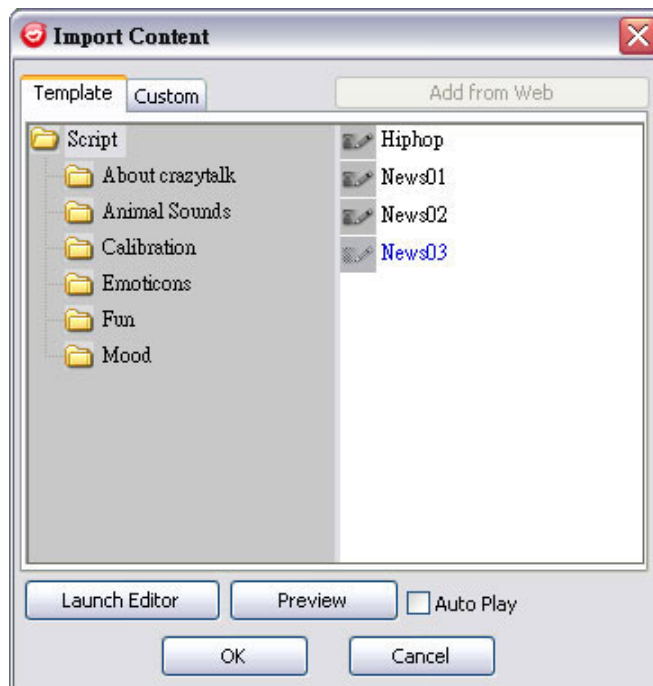 Import Content
Template Custom Add from Web
Script
About crazytalk
Animal Sounds
Calibration
Emoticons
Fun
Mood
Hiphop
News01
News02
News03
Launch Editor Preview Auto Play
OK Cancel